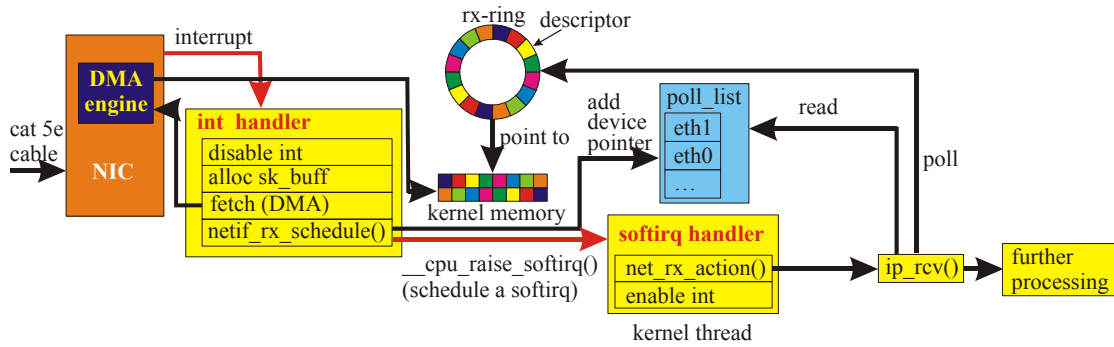 rx-ring
descriptor
interrupt
DMA
engine
cat 5e
cable
NIC
int handler
disable int
alloc sk_buff
fetch (DMA)
netif_rx_schedule()
point to
kernel memory
add
device
pointer
poll_list
eth1
eth0
…
read
poll
__cpu_raise_softirq()
(schedule a softirq)
softirq handler
net_rx_action()
enable int
kernel thread
ip_rcv()
further
processing